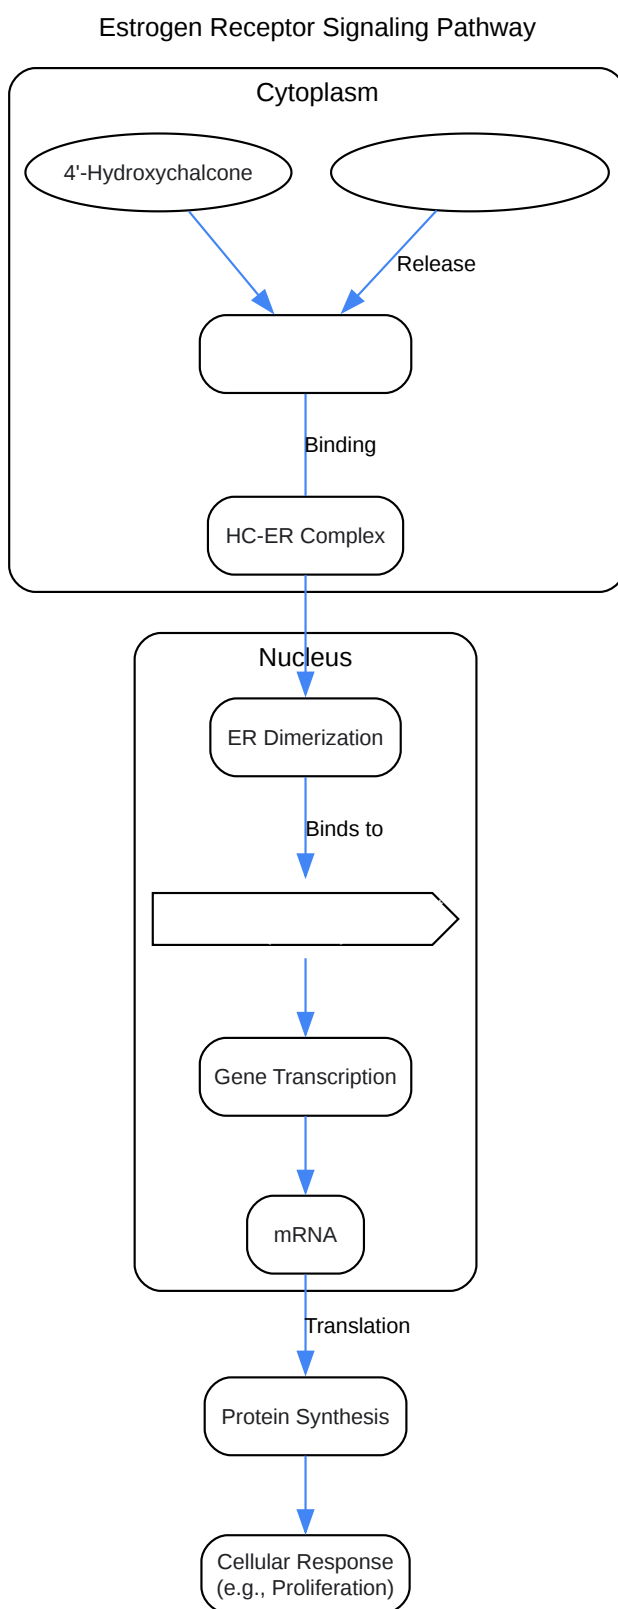 Estrogen Receptor Signaling Pathway
Cytoplasm
4'-Hydroxychalcone
Release
Binding
HC-ER Complex
Nucleus
ER Dimerization
Binds to
Gene Transcription
mRNA
Translation
Protein Synthesis
Cellular Response
(e.g., Proliferation)